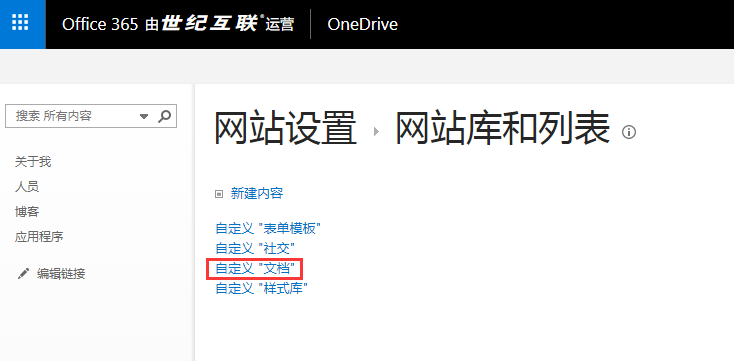 Office 365 由世纪互联®运营 OneDrive
搜索 所有内容
关于我
人员
博客
应用程序
编辑链接
网站设置 网站库和列表
新建内容
自定义 "表单模板"
自定义 "社交"
自定义 "文档"
自定义 "样式库"